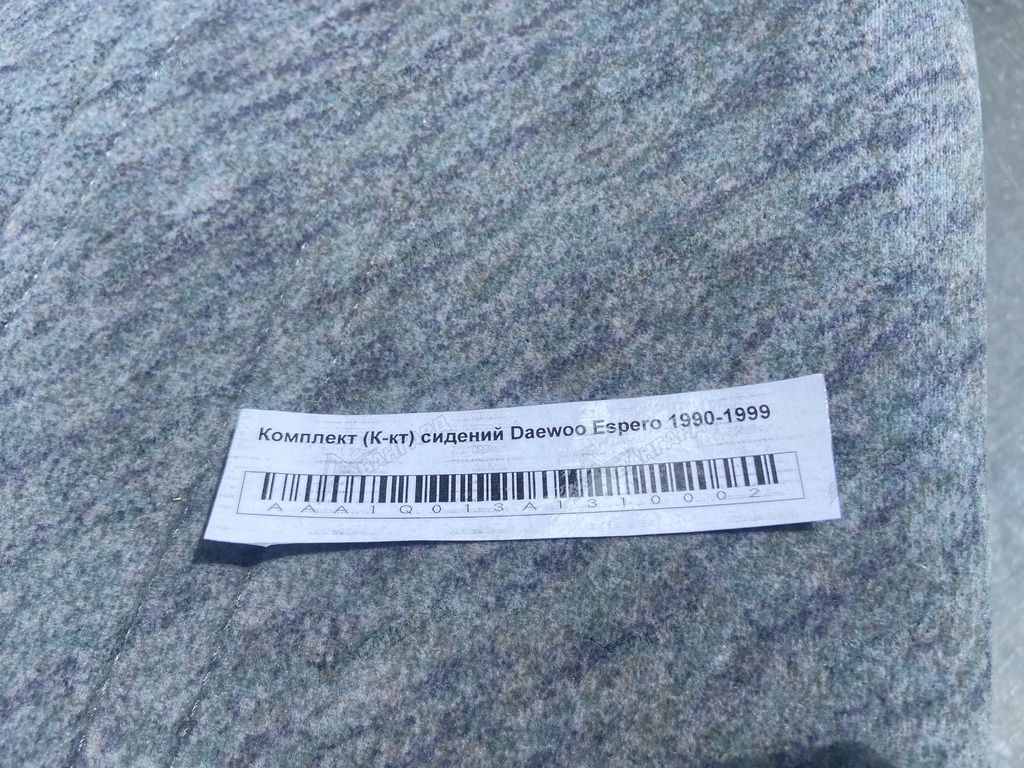 Комплект (К-кт) сидений Daewoo Espero 1990-1999
AAA1Q013A1310002